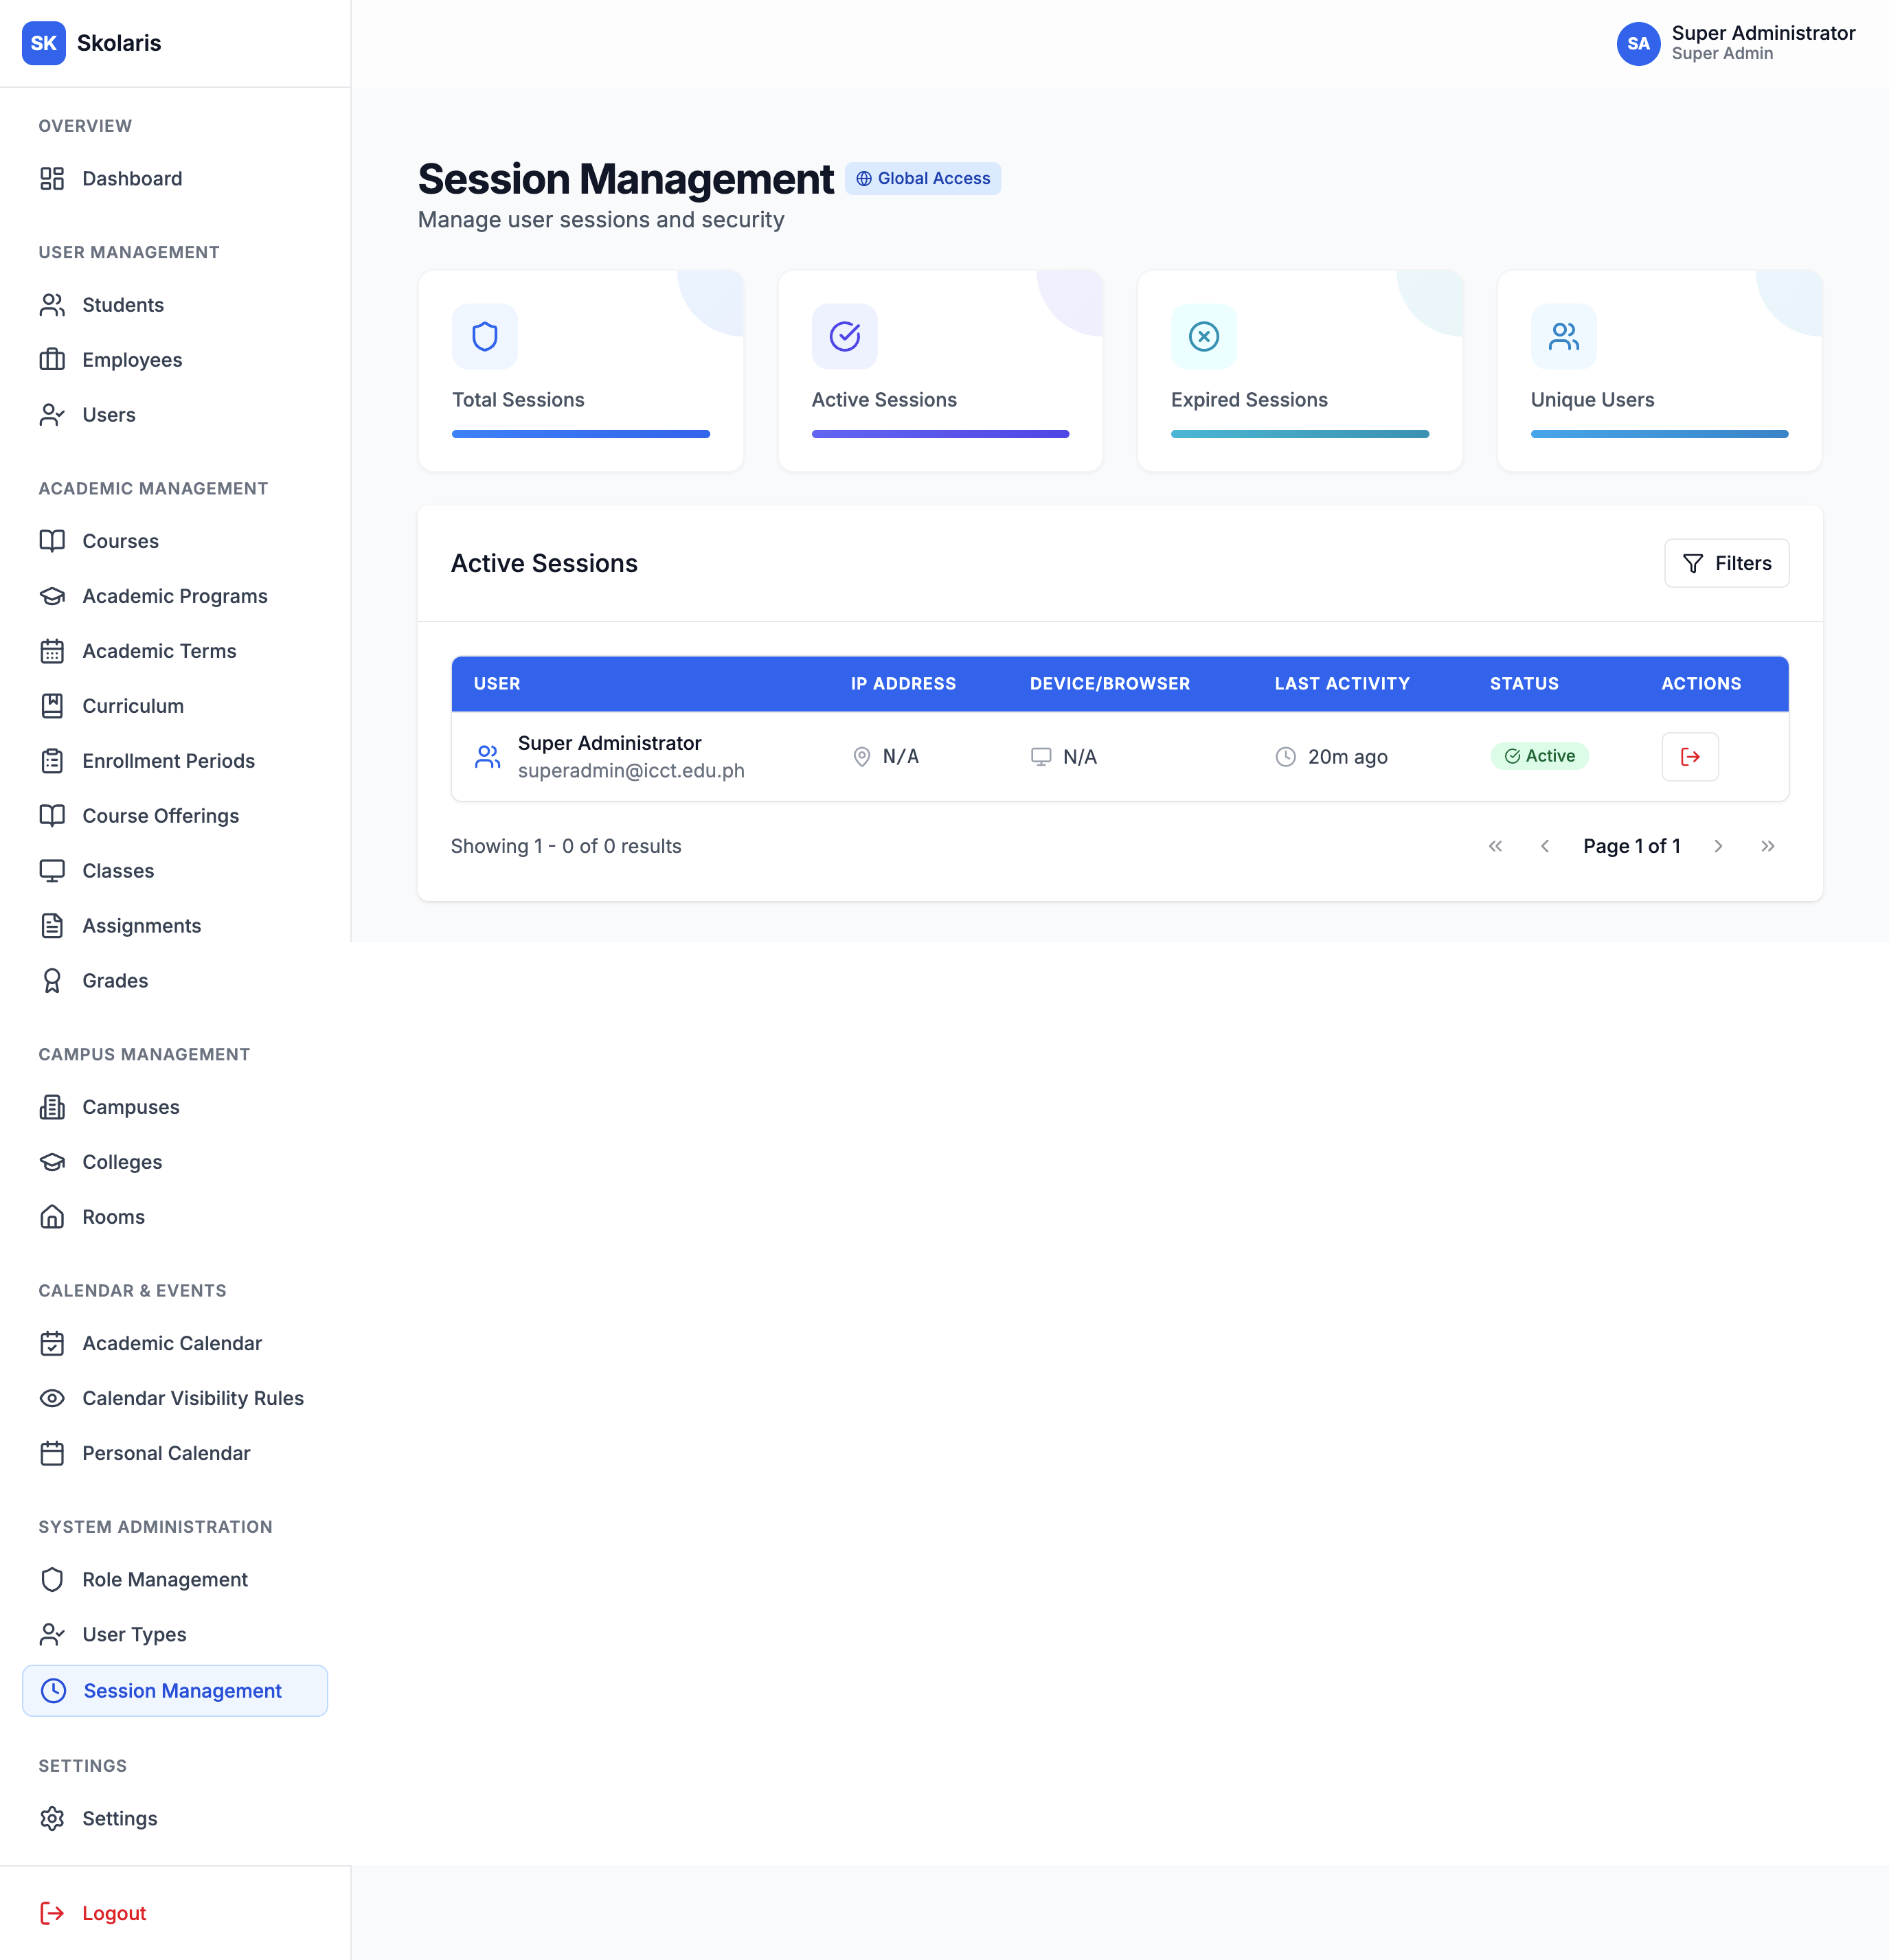 SK Skolaris
SA Super Administrator
Super Admin
OVERVIEW
Dashboard
USER MANAGEMENT
Students
Employees
Users
ACADEMIC MANAGEMENT
Courses
Academic Programs
Academic Terms
Curriculum
Enrollment Periods
Course Offerings
Classes
Assignments
Grades
CAMPUS MANAGEMENT
Campuses
Colleges
Rooms
CALENDAR & EVENTS
Academic Calendar
Calendar Visibility Rules
Personal Calendar
SYSTEM ADMINISTRATION
Role Management
User Types
Session Management
SETTINGS
Settings
Logout
Session Management Global Access
Manage user sessions and security
Total Sessions
Active Sessions
Expired Sessions
Unique Users
Active Sessions
Filters
USER IP ADDRESS DEVICE/BROWSER LAST ACTIVITY STATUS ACTIONS
Super Administrator
superadmin@icct.edu.ph
N/A N/A 20m ago Active
Showing 1 - 0 of 0 results
Page 1 of 1